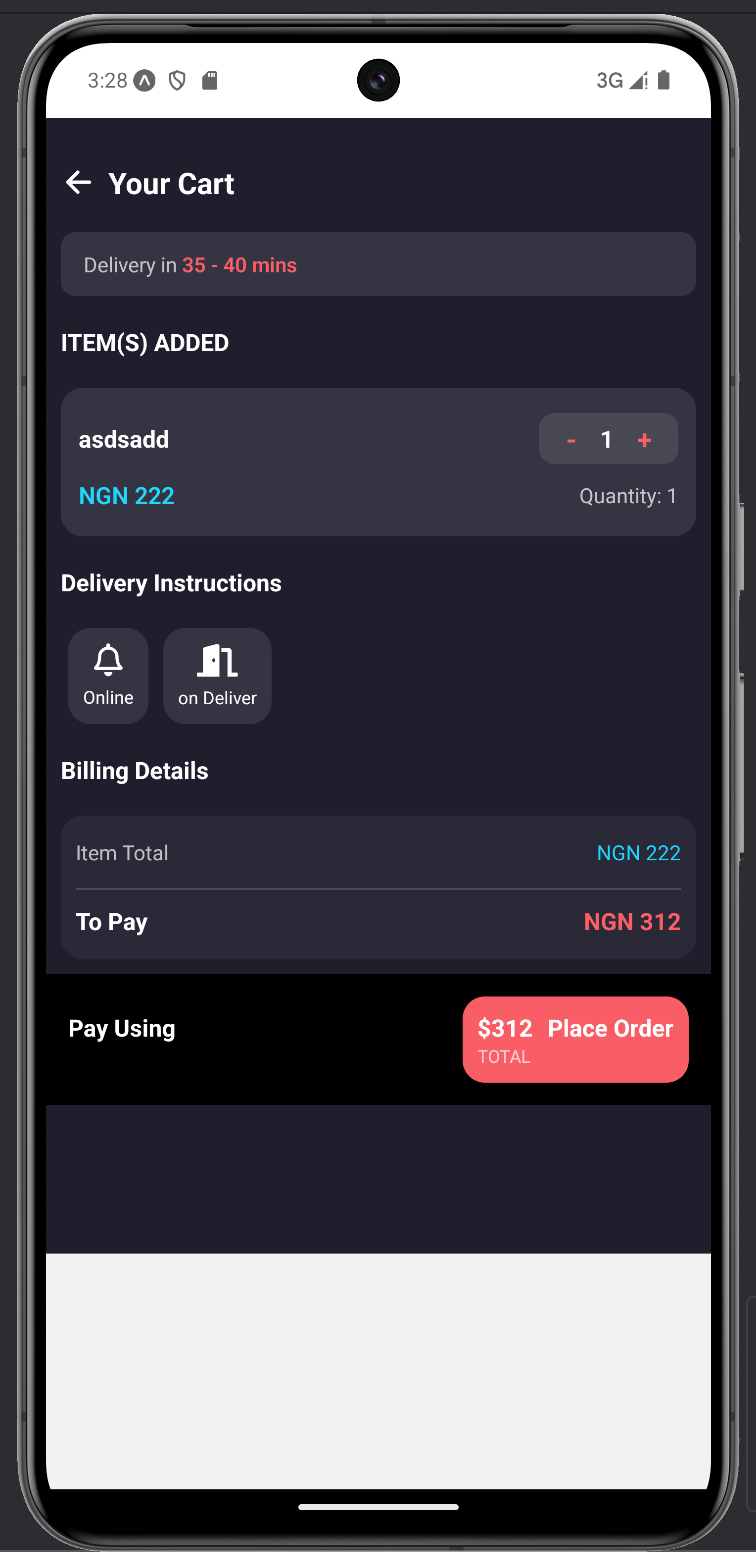 3:28
3G
Your Cart
Delivery in 35 - 40 mins
ITEM(S) ADDED
asdsadd
- 1 +
NGN 222
Quantity: 1
Delivery Instructions
Online
on Deliver
Billing Details
Item Total NGN 222
To Pay NGN 312
Pay Using
$312 Place Order
TOTAL